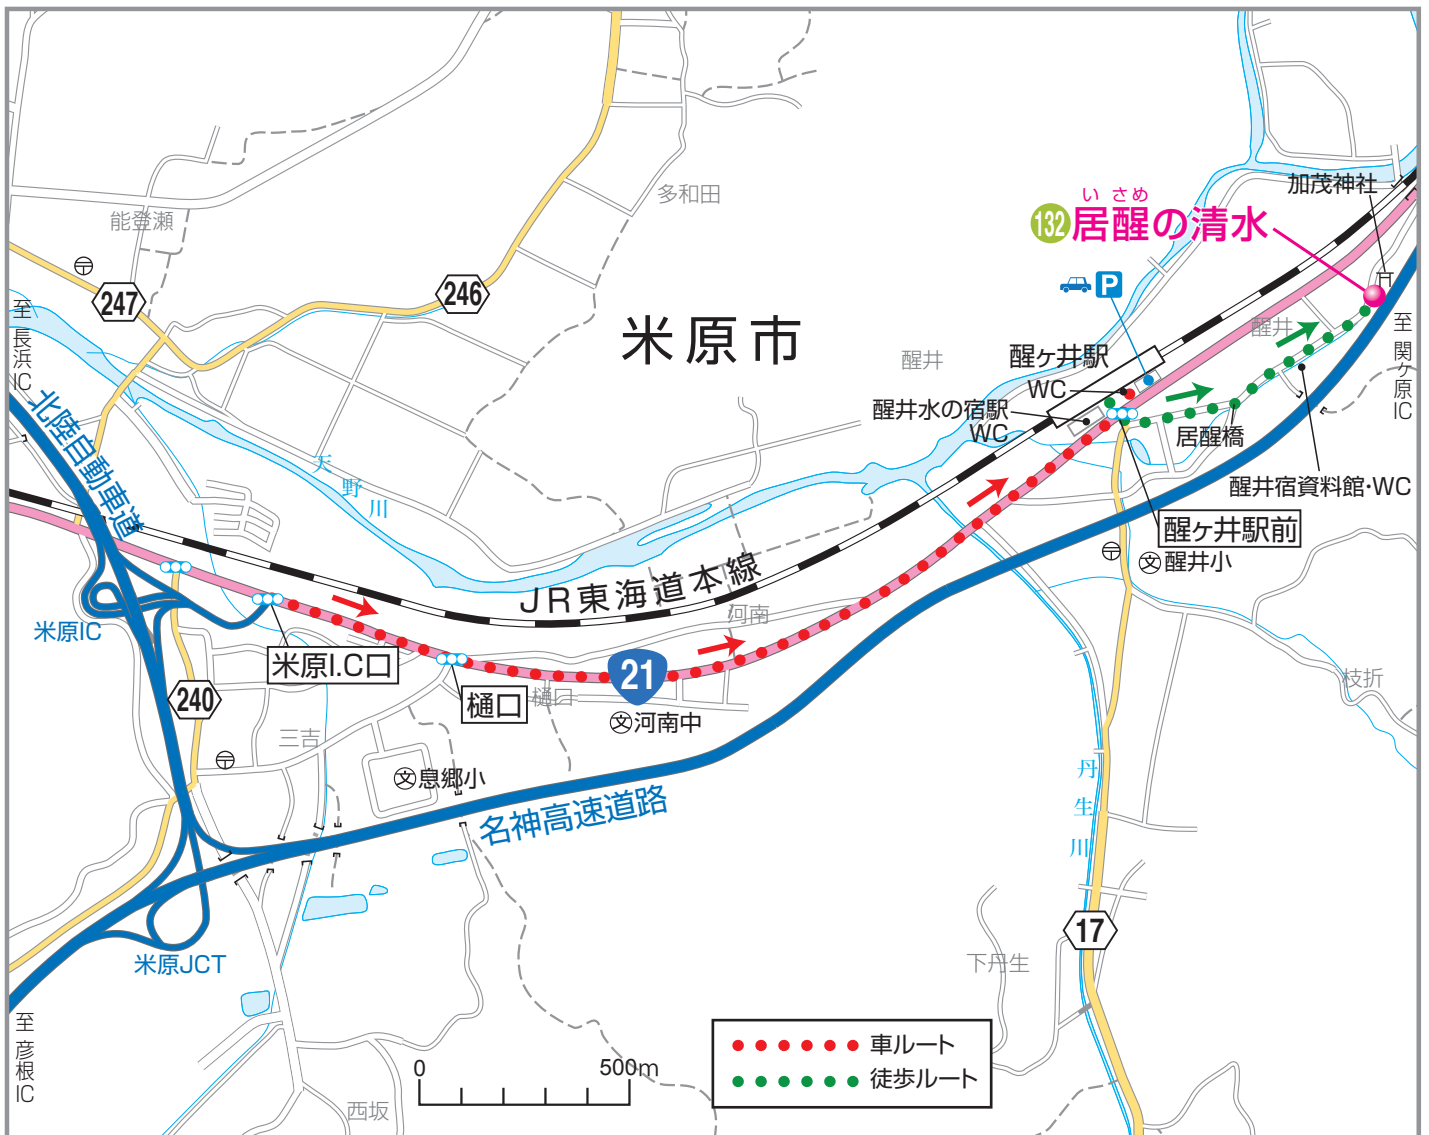 加茂神社
い さめ
132 居醒の清水
多和田
能登瀬
247
246
P
米原市
至 長浜IC
至 関ヶ原IC
醒井
醒井
醒ヶ井駅
WC
醒井水の宿駅
WC
居醒橋
醒井宿資料館・WC
醒ヶ井駅前
文 醒井小
北陸自動車道
天野川
JR東海道本線
河南
米原IC
米原I.C口
樋口
樋口
21
文 河南中
240
三吉
文 息郷小
名神高速道路
枝折
丹生川
17
下丹生
米原JCT
至 彦根IC
西坂
0 500m
車ルート
徒歩ルート